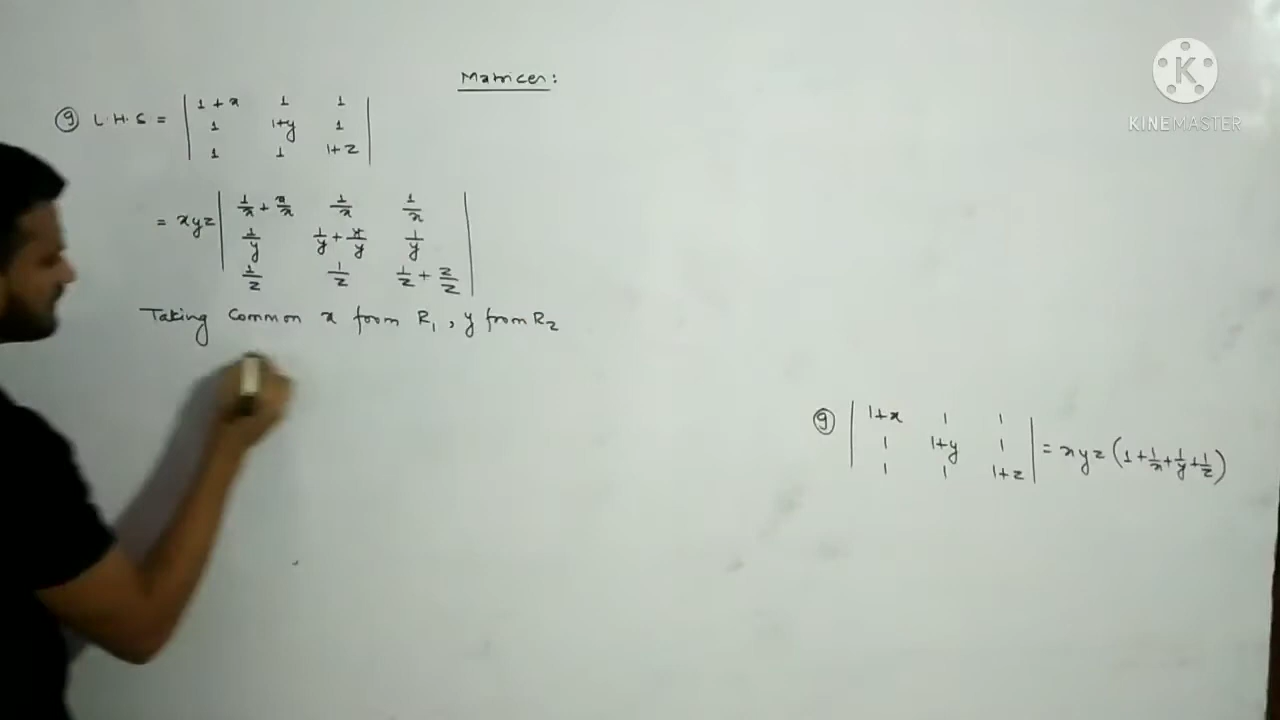 Matrices:
⑨ L.H.S = | 1+x 1 1 |
| 1 1+y 1 |
| 1 1 1+z |
= xyz | 1/x + x/x 1/x 1/x |
| 1/y 1/y + y/y 1/y |
| 1/z 1/z 1/z + z/z |
Taking Common x from R₁, y from R₂
⑨ | 1+x 1 1 |
| 1 1+y 1 | = xyz (1 + 1/x + 1/y + 1/z)
| 1 1 1+z |
K
KINEMASTER